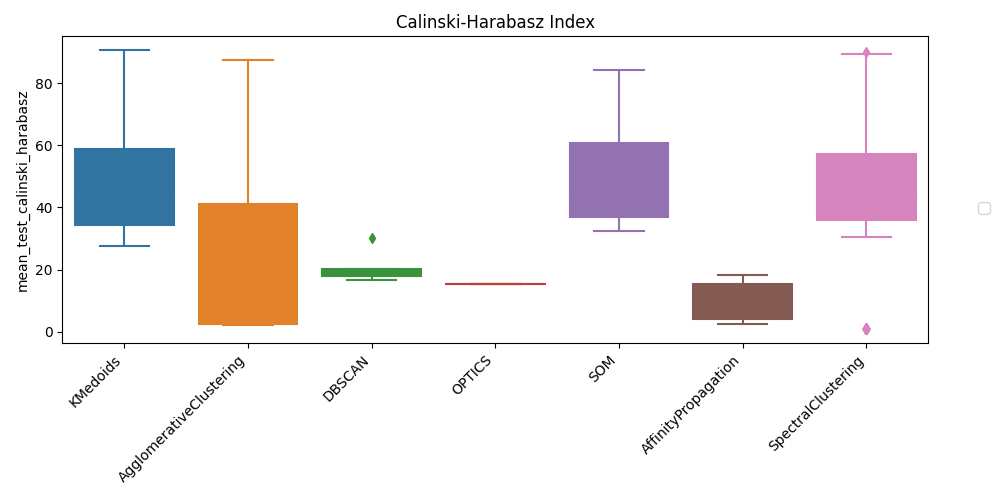 Calinski-Harabasz Index
mean_test_calinski_harabasz
80
60
40
20
0
KMedoids
AgglomerativeClustering
DBSCAN
OPTICS
SOM
AffinityPropagation
SpectralClustering